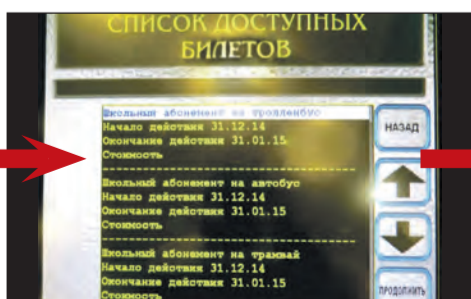 СПИСОК ДОСТУПНЫХ
БИЛЕТОВ
Школьный абонемент на троллейбус
Начало действия 31.12.14
Окончание действия 31.01.15
Стоимость
Школьный абонемент на автобус
Начало действия 31.12.14
Окончание действия 31.01.15
Стоимость
Школьный абонемент на трамвай
Начало действия 31.12.14
Окончание действия 31.01.15
Стоимость
НАЗАД
ПРОДОЛЖИТЬ